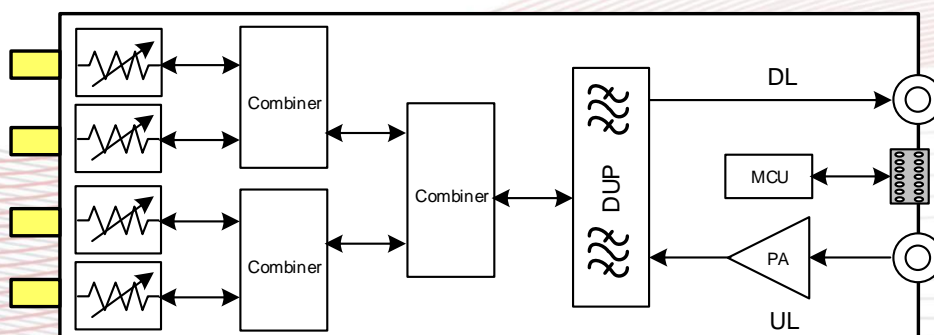 DL
Combiner
Combiner
DUP
MCU
Combiner
PA
UL